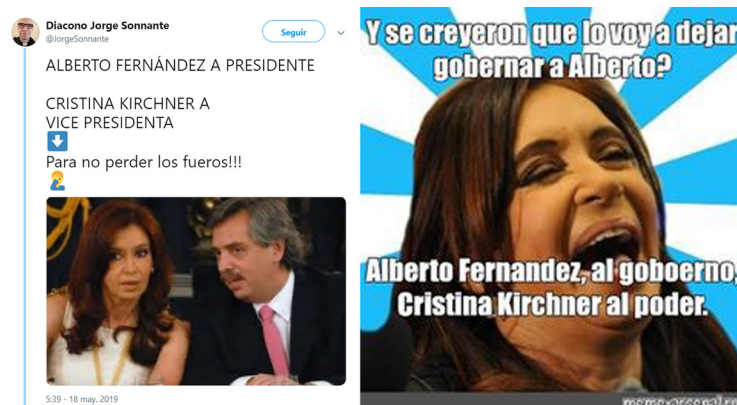 Diacono Jorge Sonnante
@JorgeSonnante
Seguir
ALBERTO FERNÁNDEZ A PRESIDENTE
CRISTINA KIRCHNER A
VICE PRESIDENTA
Para no perder los fueros!!!
5:39 - 18 may. 2019
Y se creyeron que lo voy a dejar
gobernar a Alberto?
Alberto Fernandez, al goboerno,
Cristina Kirchner al poder.